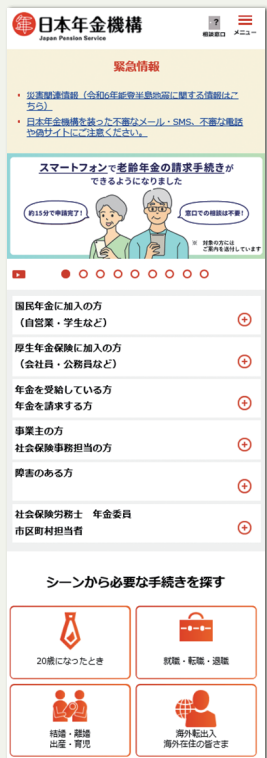 日本年金機構
Japan Pension Service
相談窓口
メニュー
緊急情報
災害関連情報（令和6年能登半島地震に関する情報はこ
ちら）
日本年金機構を装った不審なメール・SMS、不審な電話
や偽サイトにご注意ください。
スマートフォンで老齢年金の請求手続きが
できるようになりました
約15分で申請完了！
窓口での相談は不要！
※ 対象の方には
ご案内を送付しています
国民年金に加入の方
（自営業・学生など）
厚生年金保険に加入の方
（会社員・公務員など）
年金を受給している方
年金を請求する方
事業主の方
社会保険事務担当の方
障害のある方
社会保険労務士　年金委員
市区町村担当者
シーンから必要な手続きを探す
20歳になったとき
就職・転職・退職
結婚・離婚
出産・育児
海外転出入
海外在住の皆さま